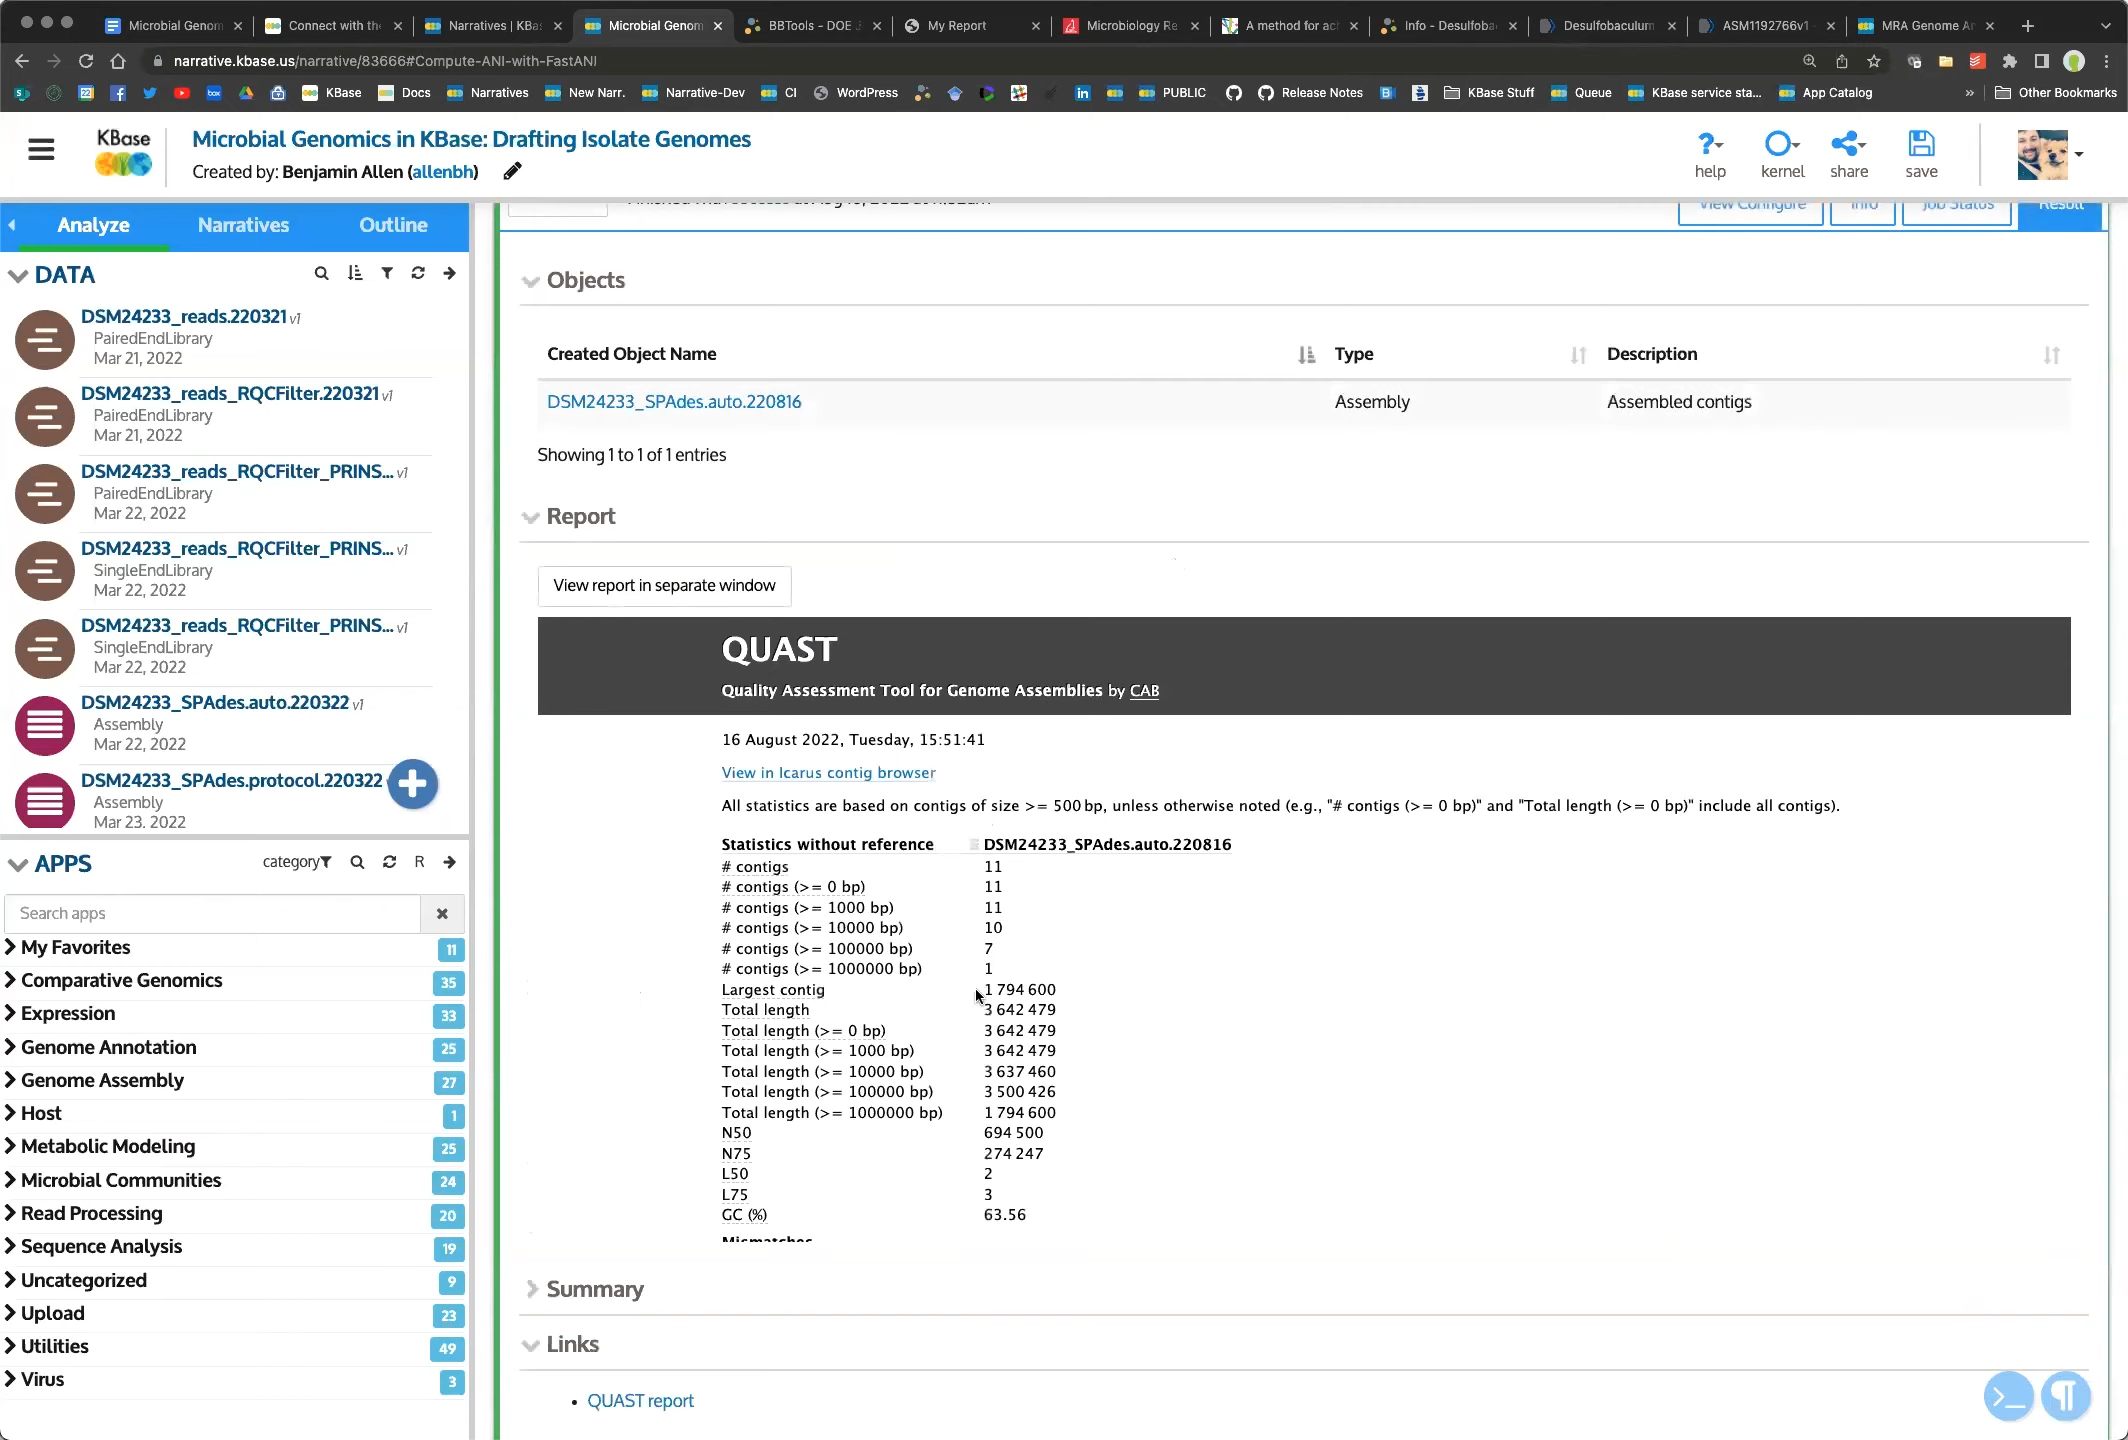 Microbial Genom
Connect with the
Narratives | KBas
Microbial Genom
BBTools - DOE J
My Report
Microbiology Re
A method for ach
Info - Desulfoba
Desulfobaculum
ASM1192766v1 -
MRA Genome An
narrative.kbase.us/narrative/83666#Compute-ANI-with-FastANI
KBase
Docs
Narratives
New Narr.
Narrative-Dev
CI
WordPress
PUBLIC
Release Notes
KBase Stuff
Queue
KBase service sta...
App Catalog
»
Other Bookmarks
KBase
Microbial Genomics in KBase: Drafting Isolate Genomes
Created by: Benjamin Allen (allenbh)
help
kernel
share
save
Analyze
Narratives
Outline
View Configure
Info
Job Status
Result
DATA
DSM24233_reads.220321 v1
PairedEndLibrary
Mar 21, 2022
DSM24233_reads_RQCFilter.220321 v1
PairedEndLibrary
Mar 21, 2022
DSM24233_reads_RQCFilter_PRINS... v1
PairedEndLibrary
Mar 22, 2022
DSM24233_reads_RQCFilter_PRINS... v1
SingleEndLibrary
Mar 22, 2022
DSM24233_reads_RQCFilter_PRINS... v1
SingleEndLibrary
Mar 22, 2022
DSM24233_SPAdes.auto.220322 v1
Assembly
Mar 22, 2022
DSM24233_SPAdes.protocol.220322
Assembly
Mar 23, 2022
APPS
category
R
Search apps
My Favorites 11
Comparative Genomics 35
Expression 33
Genome Annotation 25
Genome Assembly 27
Host 1
Metabolic Modeling 25
Microbial Communities 24
Read Processing 20
Sequence Analysis 19
Uncategorized 9
Upload 23
Utilities 49
Virus 3
Objects
Created Object Name Type Description
DSM24233_SPAdes.auto.220816 Assembly Assembled contigs
Showing 1 to 1 of 1 entries
Report
View report in separate window
QUAST
Quality Assessment Tool for Genome Assemblies by CAB
16 August 2022, Tuesday, 15:51:41
View in Icarus contig browser
All statistics are based on contigs of size >= 500 bp, unless otherwise noted (e.g., "# contigs (>= 0 bp)" and "Total length (>= 0 bp)" include all contigs).
Statistics without reference DSM24233_SPAdes.auto.220816
# contigs 11
# contigs (>= 0 bp) 11
# contigs (>= 1000 bp) 11
# contigs (>= 10000 bp) 10
# contigs (>= 100000 bp) 7
# contigs (>= 1000000 bp) 1
Largest contig 1 794 600
Total length 3 642 479
Total length (>= 0 bp) 3 642 479
Total length (>= 1000 bp) 3 642 479
Total length (>= 10000 bp) 3 637 460
Total length (>= 100000 bp) 3 500 426
Total length (>= 1000000 bp) 1 794 600
N50 694 500
N75 274 247
L50 2
L75 3
GC (%) 63.56
Mismatches
Summary
Links
QUAST report